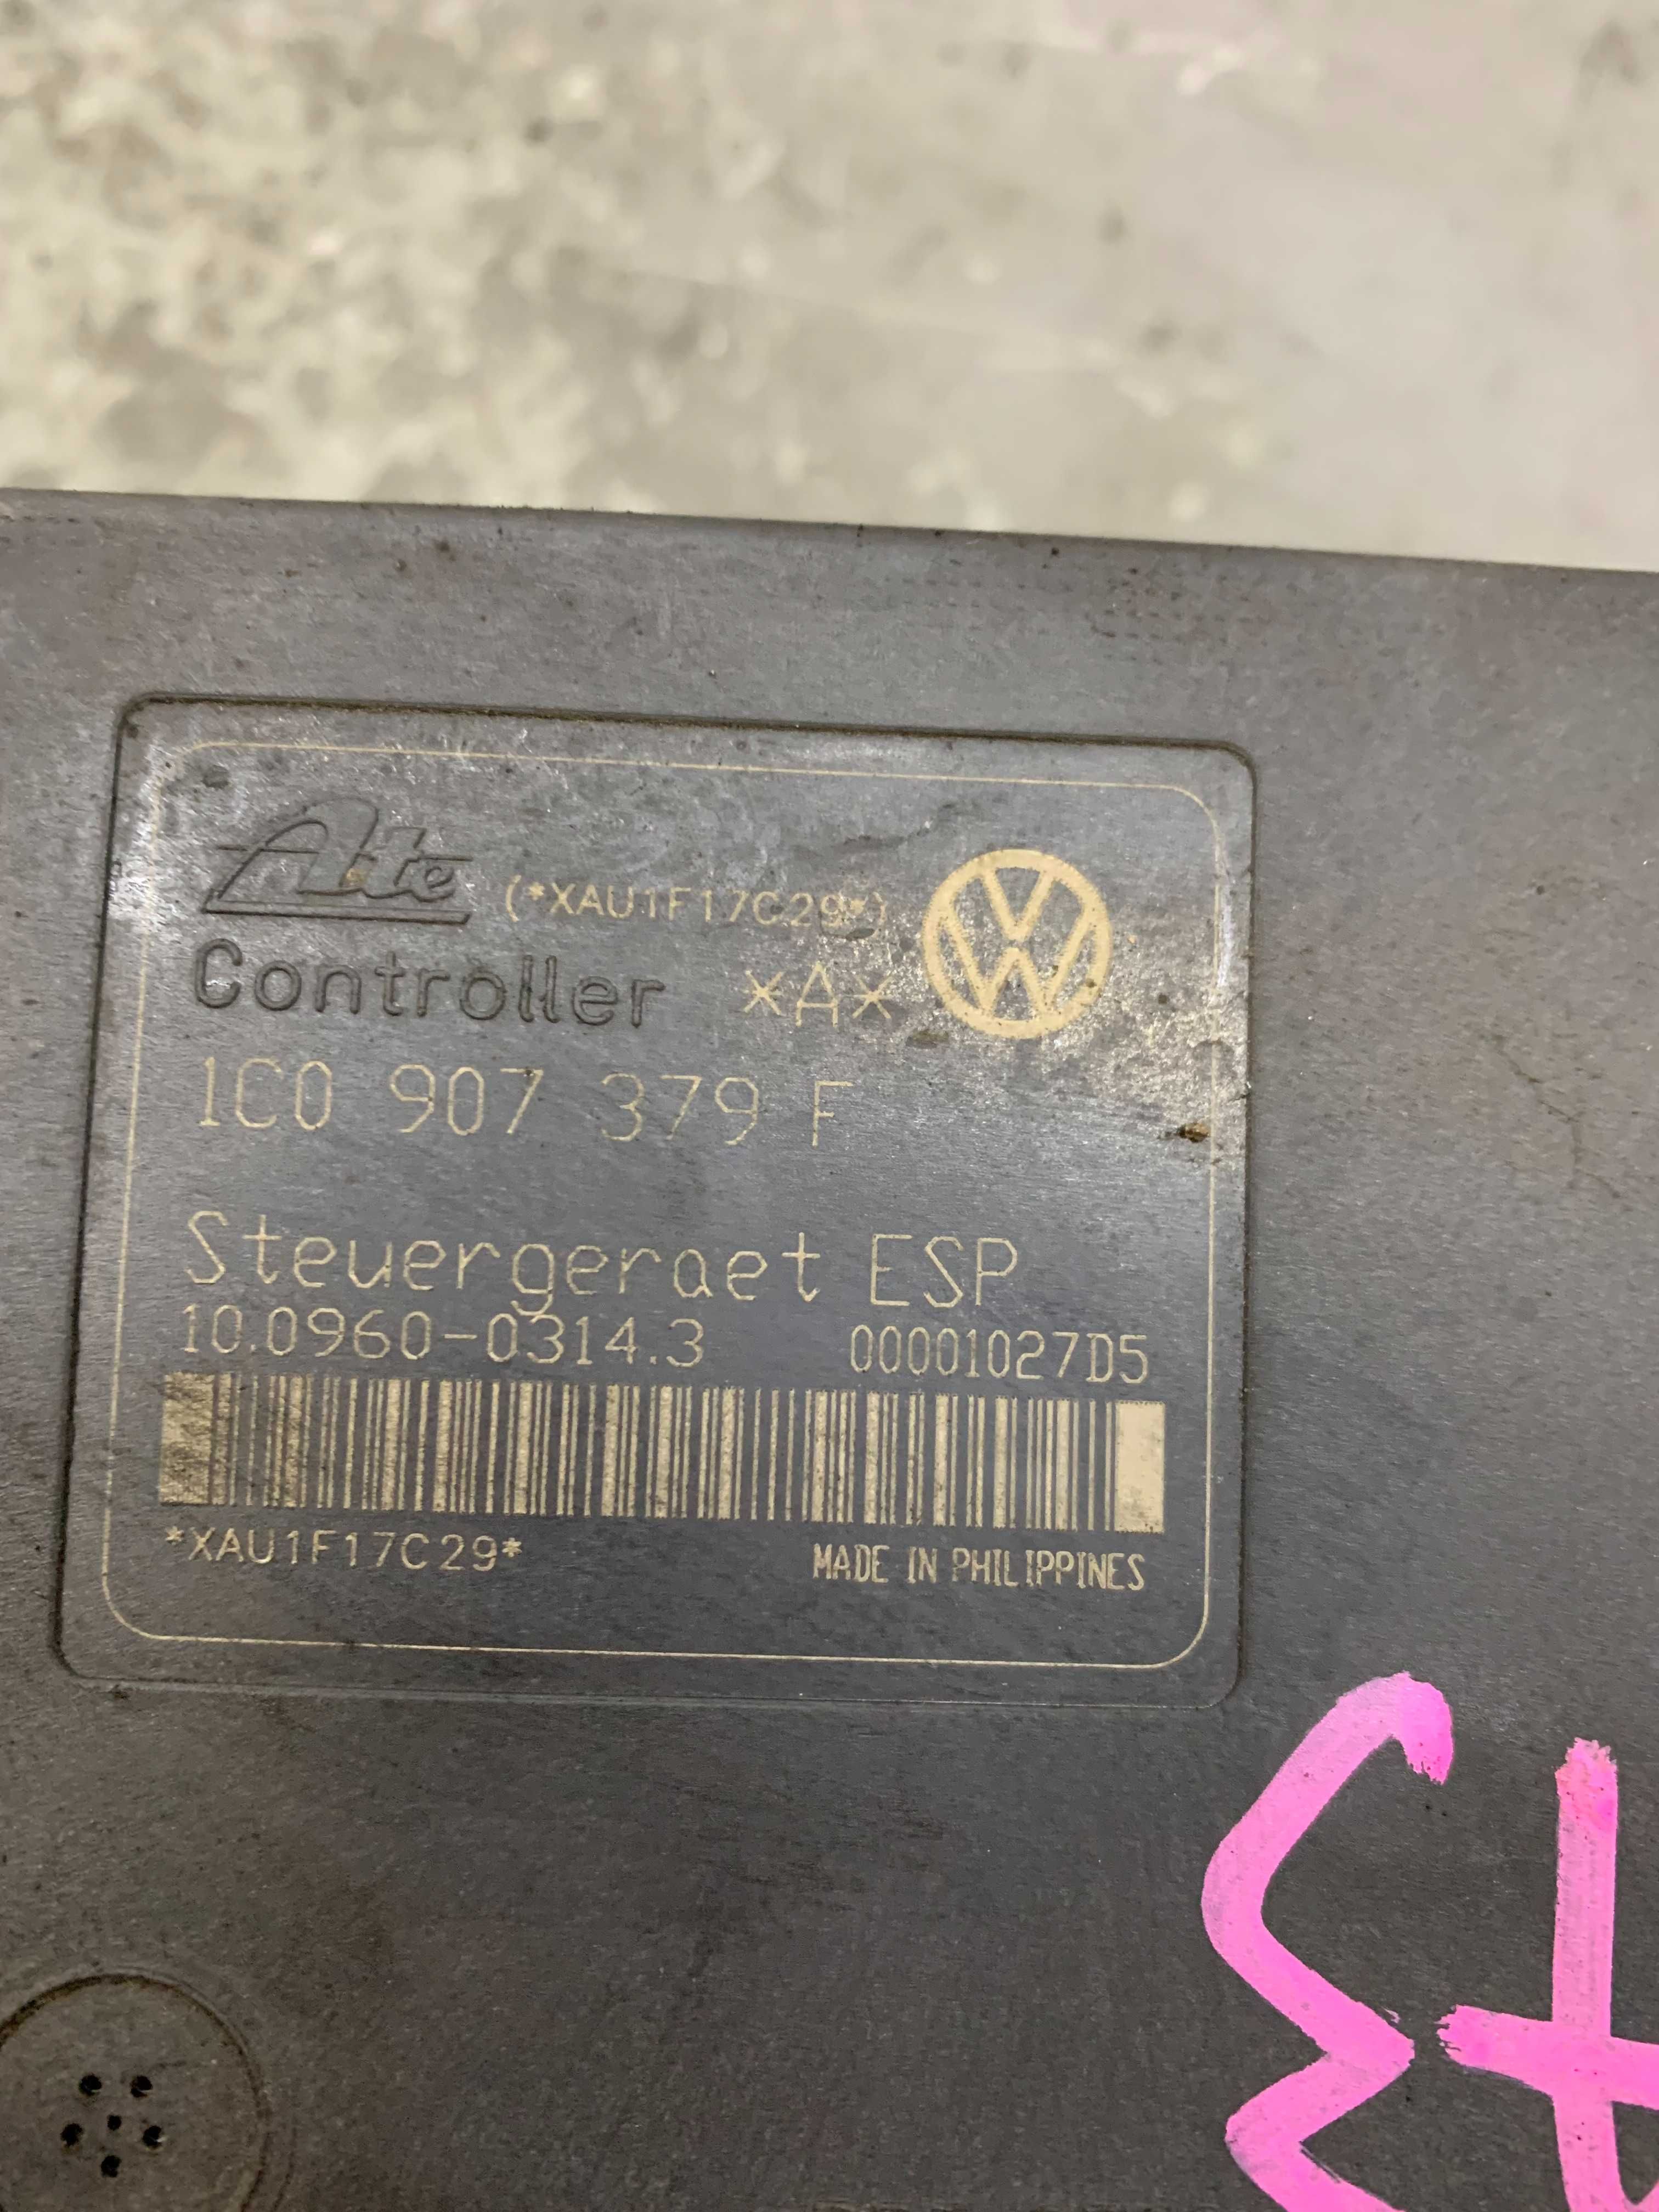 Ate (*XAU1F17C29*)
Controller *A*
1C0 907 379 F
Steuergeraet ESP
10.0960-0314.3 00001027D5
*XAU1F17C29* MADE IN PHILIPPINES